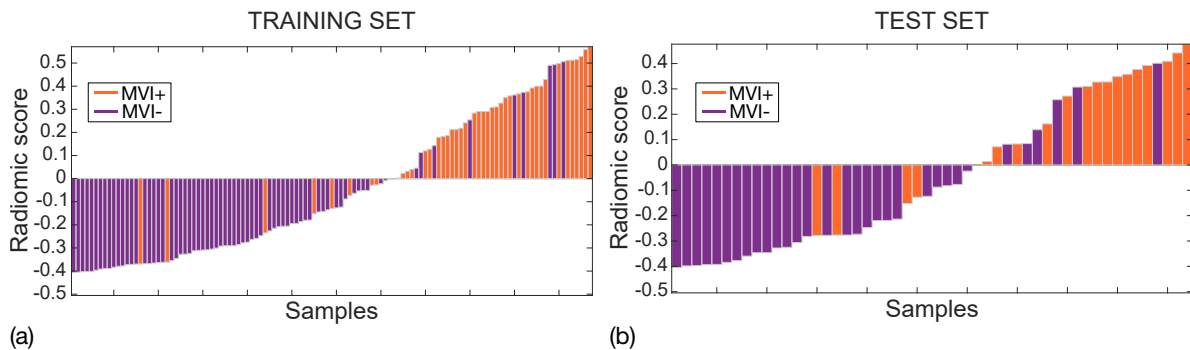 TRAINING SET
0.5
0.4
0.3
0.2
0.1
0
-0.1
-0.2
-0.3
-0.4
-0.5
Radiomic score
MVI+
MVI-
Samples
(a)
TEST SET
0.4
0.3
0.2
0.1
0
-0.1
-0.2
-0.3
-0.4
-0.5
Radiomic score
MVI+
MVI-
Samples
(b)